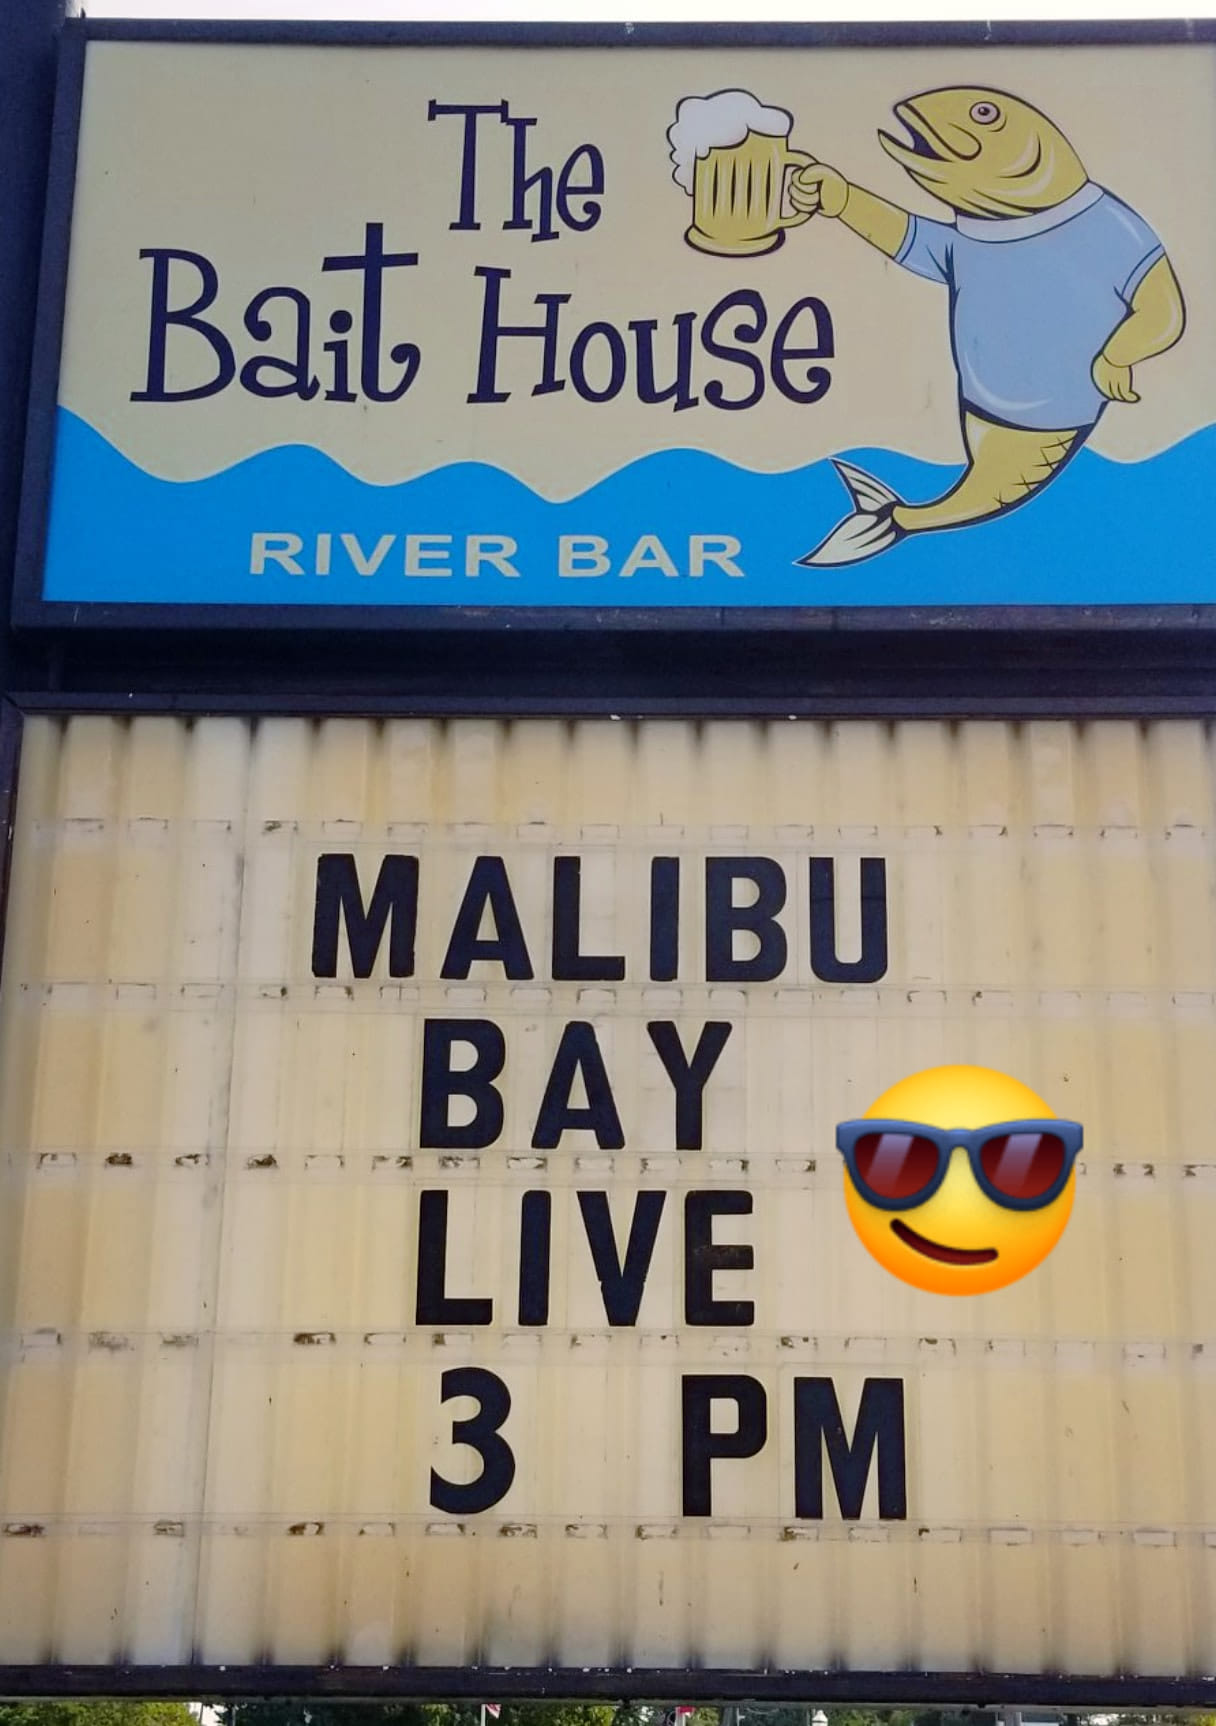 The
Bait House
RIVER BAR
MALIBU
BAY
LIVE
3 PM